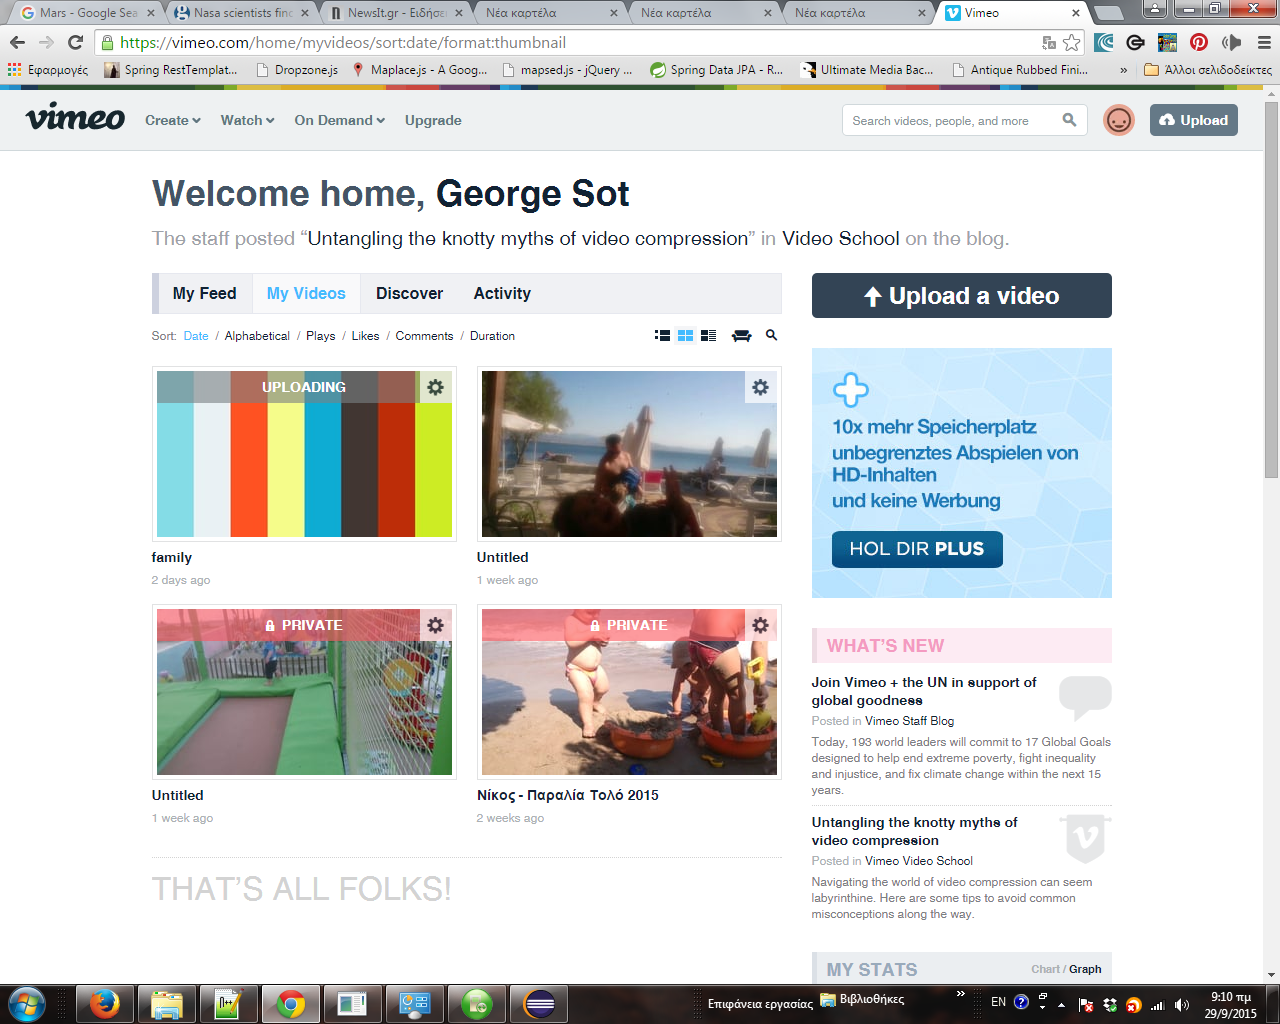 Mars - Google Sea
Nasa scientists find
NewsIt.gr - Ειδήσε
Νέα καρτέλα
Νέα καρτέλα
Νέα καρτέλα
Vimeo
https://vimeo.com/home/myvideos/sort:date/format:thumbnail
Εφαρμογές
Spring RestTemplat...
Dropzone.js
Maplace.js - A Goog...
mapsed.js - jQuery ...
Spring Data JPA - R...
Ultimate Media Bac...
Antique Rubbed Fini...
»
Άλλοι σελιδοδείκτες
vimeo
Create
Watch
On Demand
Upgrade
Search videos, people, and more
Upload
Welcome home, George Sot
The staff posted “Untangling the knotty myths of video compression” in Video School on the blog.
My Feed
My Videos
Discover
Activity
Sort: Date / Alphabetical / Plays / Likes / Comments / Duration
UPLOADING
family
2 days ago
Untitled
1 week ago
PRIVATE
Untitled
1 week ago
PRIVATE
Νίκος - Παραλία Τολό 2015
2 weeks ago
THAT’S ALL FOLKS!
Upload a video
10x mehr Speicherplatz
unbegrenztes Abspielen von
HD-Inhalten
und keine Werbung
HOL DIR PLUS
WHAT’S NEW
Join Vimeo + the UN in support of
global goodness
Posted in Vimeo Staff Blog
Today, 193 world leaders will commit to 17 Global Goals
designed to help end extreme poverty, fight inequality
and injustice, and fix climate change within the next 15
years.
Untangling the knotty myths of
video compression
Posted in Vimeo Video School
Navigating the world of video compression can seem
labyrinthine. Here are some tips to avoid common
misconceptions along the way.
MY STATS
Chart / Graph
Επιφάνεια εργασίας
Βιβλιοθήκες
»
EN
9:10 πμ
29/9/2015